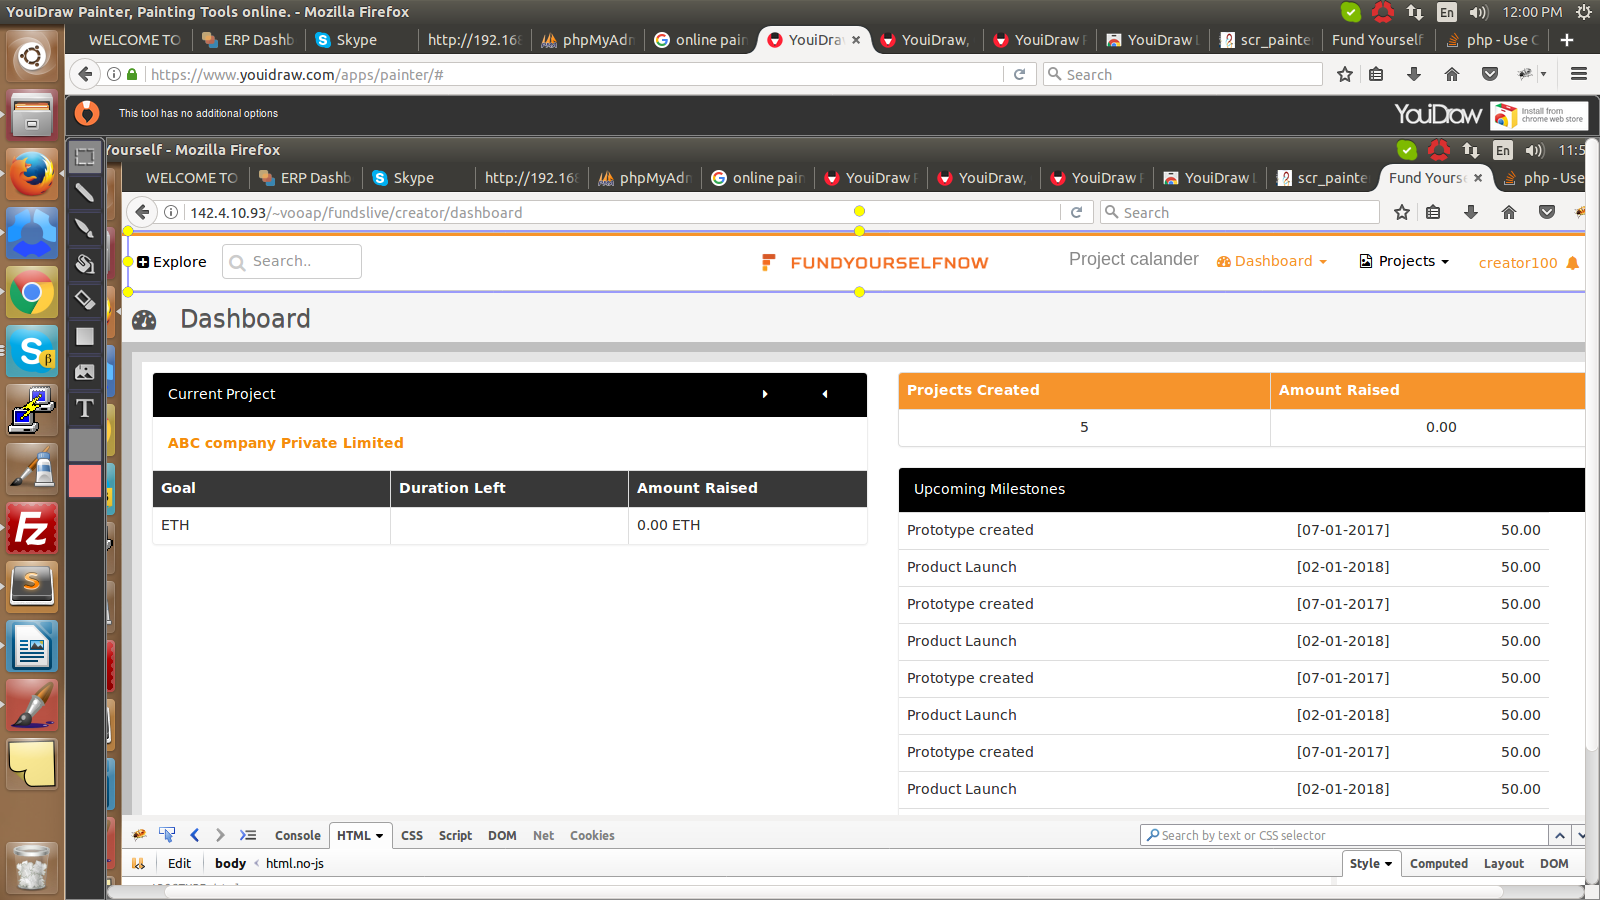 YouiDraw Painter, Painting Tools online. - Mozilla Firefox
En 12:00 PM
WELCOME TO ERP Dashb Skype http://192.168 phpMyAdm online pain YouiDraw YouiDraw, YouiDraw P YouiDraw L scr_painte Fund Yourself php - Use C
https://www.youidraw.com/apps/painter/#
Search
This tool has no additional options
YouiDraw
Install from
chrome web store
Yourself - Mozilla Firefox
En 11:5
WELCOME TO ERP Dashb Skype http://192.168 phpMyAdm online pain YouiDraw P YouiDraw, YouiDraw P YouiDraw L scr_painte Fund Yourse php - Use
142.4.10.93/~vooap/fundslive/creator/dashboard
Search
Explore
Search..
FUNDYOURSELFNOW
Project calander
Dashboard
Projects
creator100
Dashboard
Current Project
ABC company Private Limited
Goal Duration Left Amount Raised
ETH 0.00 ETH
Projects Created Amount Raised
5 0.00
Upcoming Milestones
Prototype created [07-01-2017] 50.00
Product Launch [02-01-2018] 50.00
Prototype created [07-01-2017] 50.00
Product Launch [02-01-2018] 50.00
Prototype created [07-01-2017] 50.00
Product Launch [02-01-2018] 50.00
Prototype created [07-01-2017] 50.00
Product Launch [02-01-2018] 50.00
Console HTML CSS Script DOM Net Cookies
Search by text or CSS selector
Edit body < html.no-js
Style Computed Layout DOM